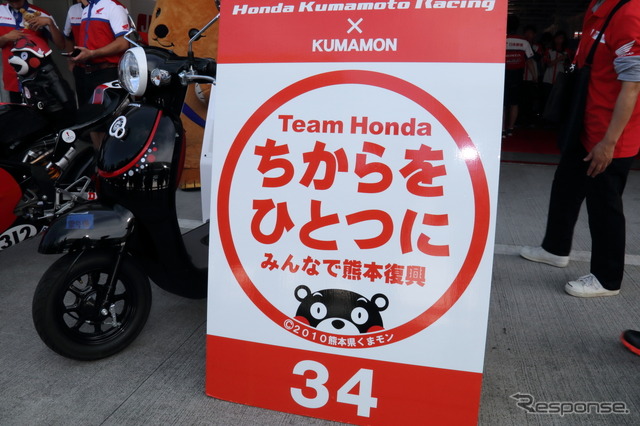 Honda Kumamoto Racing
×
KUMAMON
Team Honda
ちからを
ひとつに
みんなで熊本復興
©2010熊本県くまモン
34
312
Response.